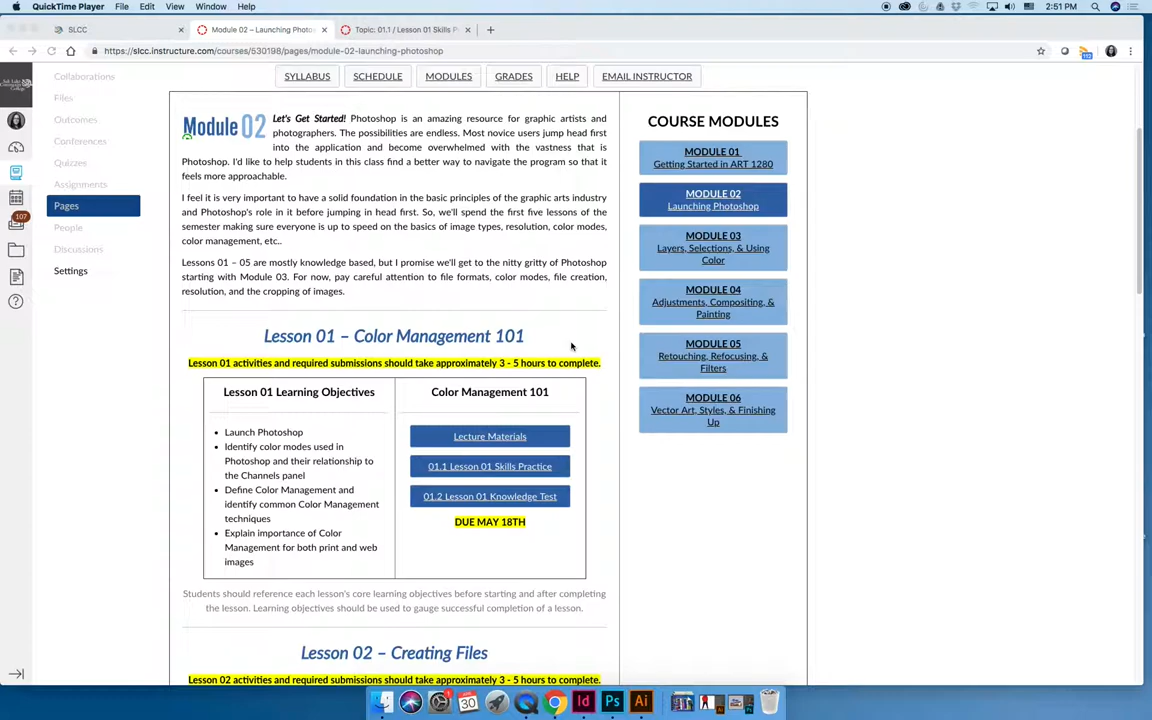 QuickTime Player File Edit View Window Help 2:51 PM
SLCC
Module 02 – Launching Photo
Topic: 01.1 / Lesson 01 Skills P
https://slcc.instructure.com/courses/530198/pages/module-02-launching-photoshop
Collaborations
Files
Outcomes
Conferences
Quizzes
Assignments
Pages
People
Discussions
Settings
107
SYLLABUS SCHEDULE MODULES GRADES HELP EMAIL INSTRUCTOR
Module 02
Let's Get Started! Photoshop is an amazing resource for graphic artists and
photographers. The possibilities are endless. Most novice users jump head first
into the application and become overwhelmed with the vastness that is
Photoshop. I'd like to help students in this class find a better way to navigate the program so that it
feels more approachable.
I feel it is very important to have a solid foundation in the basic principles of the graphic arts industry
and Photoshop's role in it before jumping in head first. So, we'll spend the first five lessons of the
semester making sure everyone is up to speed on the basics of image types, resolution, color modes,
color management, etc..
Lessons 01 – 05 are mostly knowledge based, but I promise we'll get to the nitty gritty of Photoshop
starting with Module 03. For now, pay careful attention to file formats, color modes, file creation,
resolution, and the cropping of images.
Lesson 01 – Color Management 101
Lesson 01 activities and required submissions should take approximately 3 - 5 hours to complete.
Lesson 01 Learning Objectives
Launch Photoshop
Identify color modes used in
Photoshop and their relationship to
the Channels panel
Define Color Management and
identify common Color Management
techniques
Explain importance of Color
Management for both print and web
images
Color Management 101
Lecture Materials
01.1 Lesson 01 Skills Practice
01.2 Lesson 01 Knowledge Test
DUE MAY 18TH
Students should reference each lesson's core learning objectives before starting and after completing
the lesson. Learning objectives should be used to gauge successful completion of a lesson.
Lesson 02 – Creating Files
Lesson 02 activities and required submissions should take approximately 3 - 5 hours to complete.
COURSE MODULES
MODULE 01
Getting Started in ART 1280
MODULE 02
Launching Photoshop
MODULE 03
Layers, Selections, & Using
Color
MODULE 04
Adjustments, Compositing, &
Painting
MODULE 05
Retouching, Refocusing, &
Filters
MODULE 06
Vector Art, Styles, & Finishing
Up
30
Id
Ps
Ai